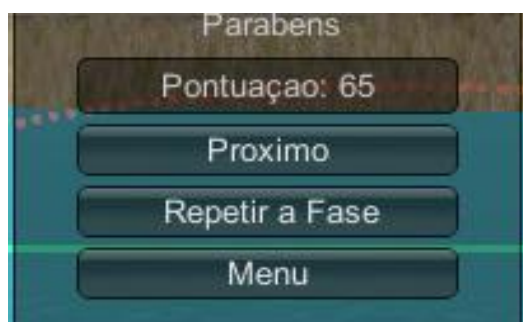 Parabens
Pontuaçao: 65
Proximo
Repetir a Fase
Menu